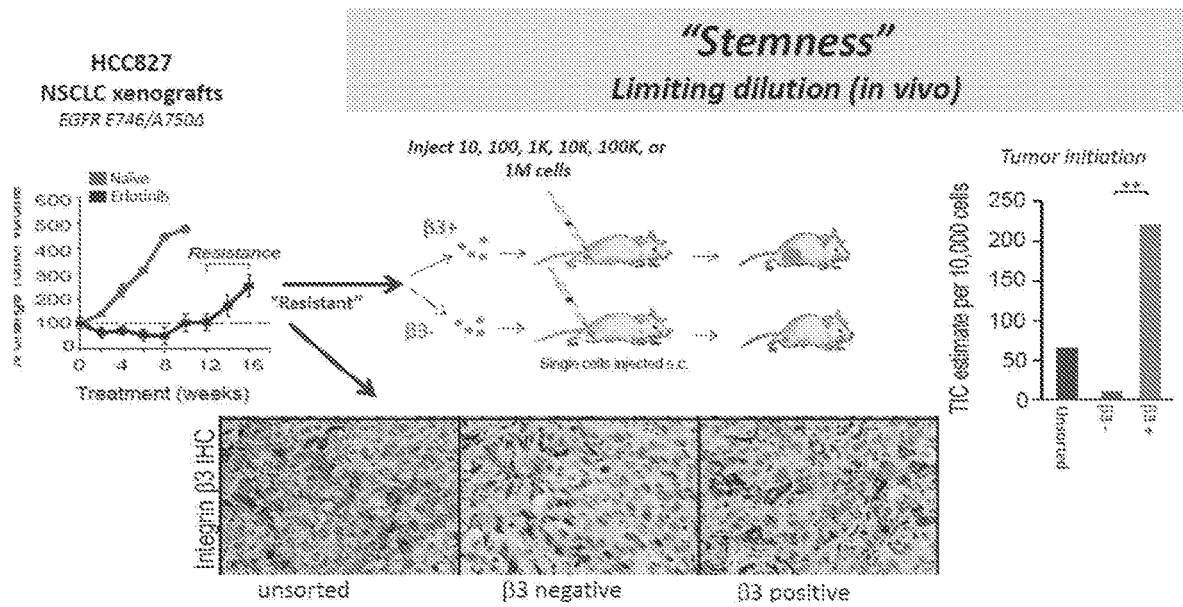 "Stemness"
Limiting dilution (in vivo)
HCC827
NSCLC xenografts
EGFR E746/A750Δ
Naïve
Erlotinib
600
500
400
300
200
100
0
Resistance
0 4 8 12 16
Treatment (weeks)
"Resistant"
Inject 10, 100, 1K, 10K, 100K, or
1M cells
β3+
β3-
Single cells injected s.c.
Tumor initiation
**
TIC estimate per 10,000 cells
250
200
150
100
50
0
Unsorted
β3 -
β3 +
Integrin β3 IHC
unsorted
β3 negative
β3 positive